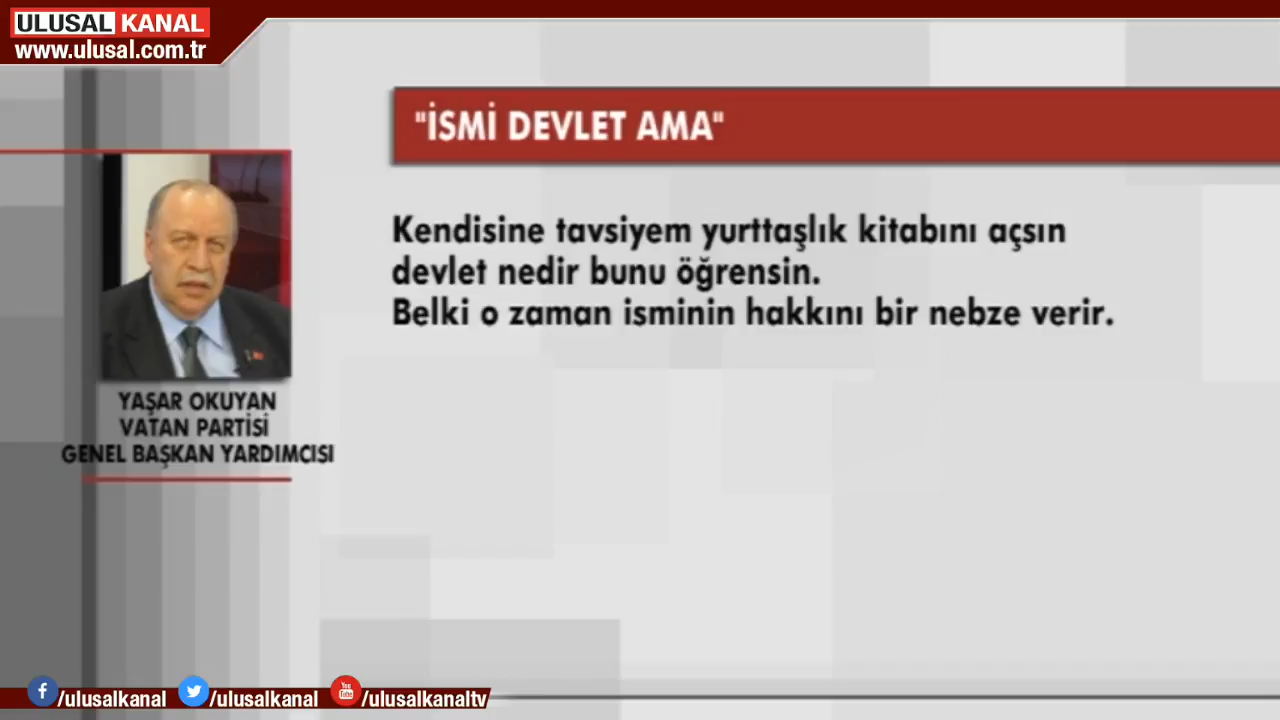 ULUSAL KANAL
www.ulusal.com.tr
"İSMİ DEVLET AMA"
Kendisine tavsiyem yurttaşlık kitabını açsın
devlet nedir bunu öğrensin.
Belki o zaman isminin hakkını bir nebze verir.
YAŞAR OKUYAN
VATAN PARTİSİ
GENEL BAŞKAN YARDIMCISI
/ulusalkanal /ulusalkanal /ulusalkanaltv